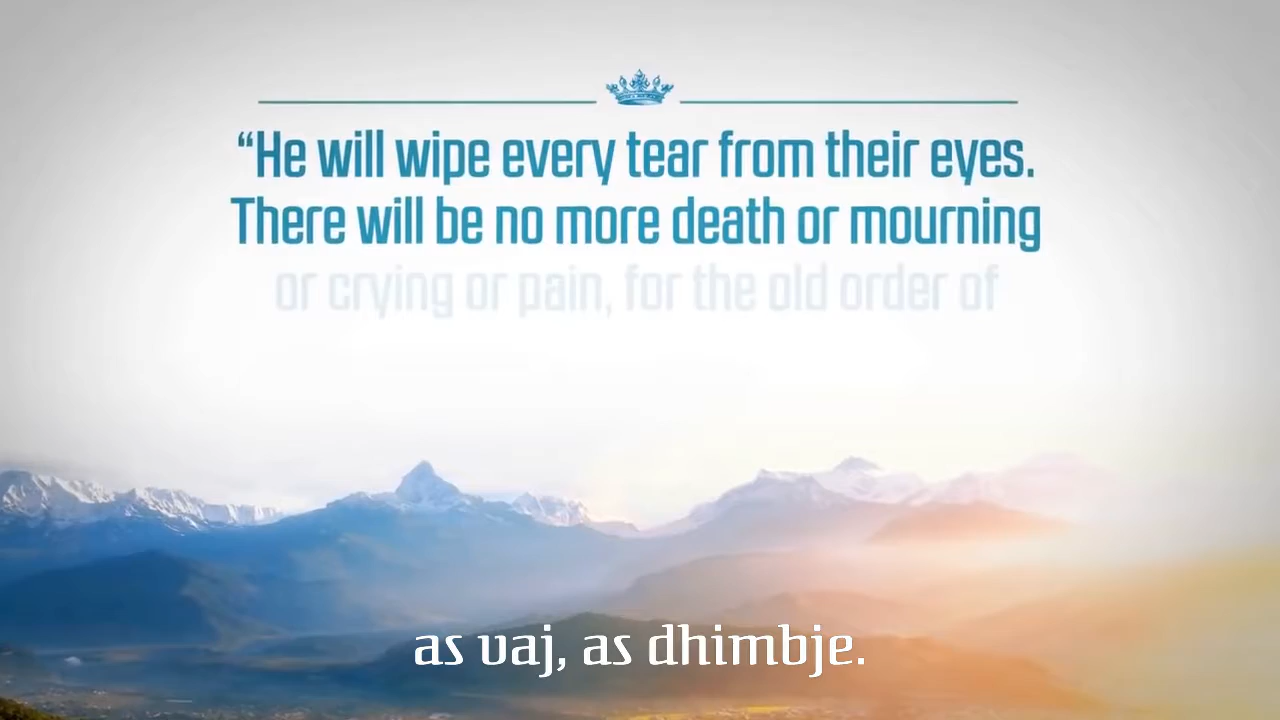 “He will wipe every tear from their eyes.
There will be no more death or mourning
or crying or pain, for the old order of
as vaj, as dhimbje.